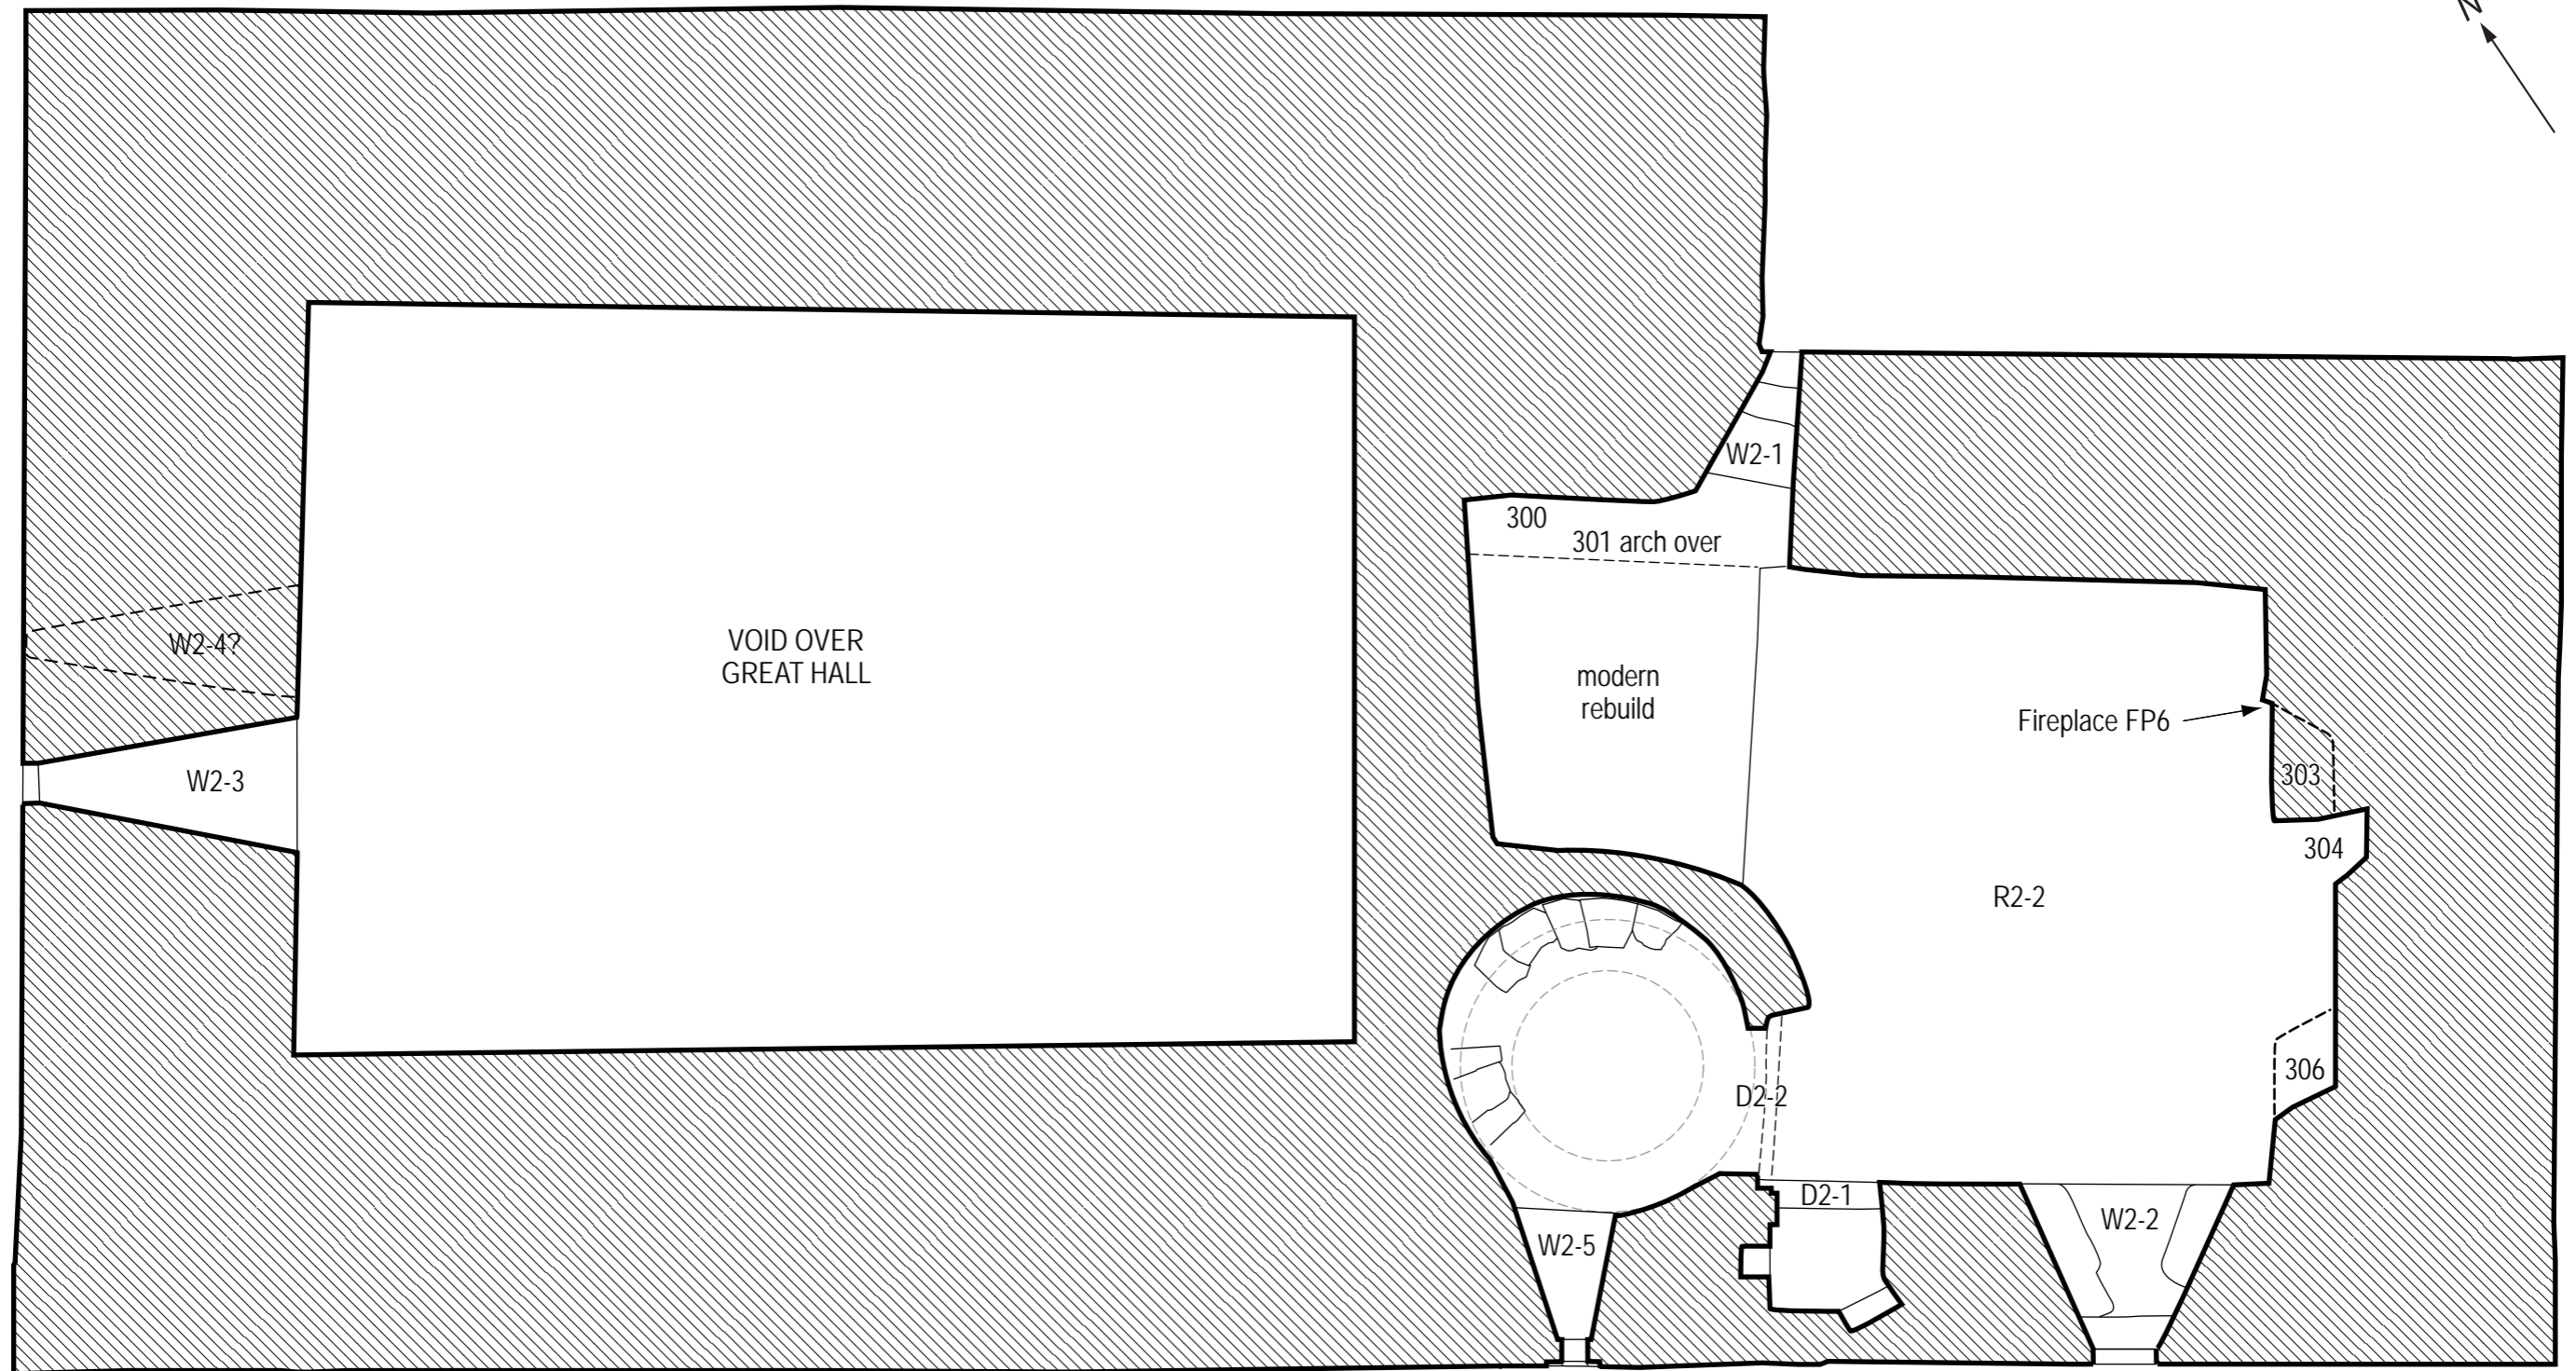 N
W2-1
300
301 arch over
W2-4?
VOID OVER
GREAT HALL
modern
rebuild
Fireplace FP6
W2-3
303
304
R2-2
306
D2-2
D2-1
W2-2
W2-5